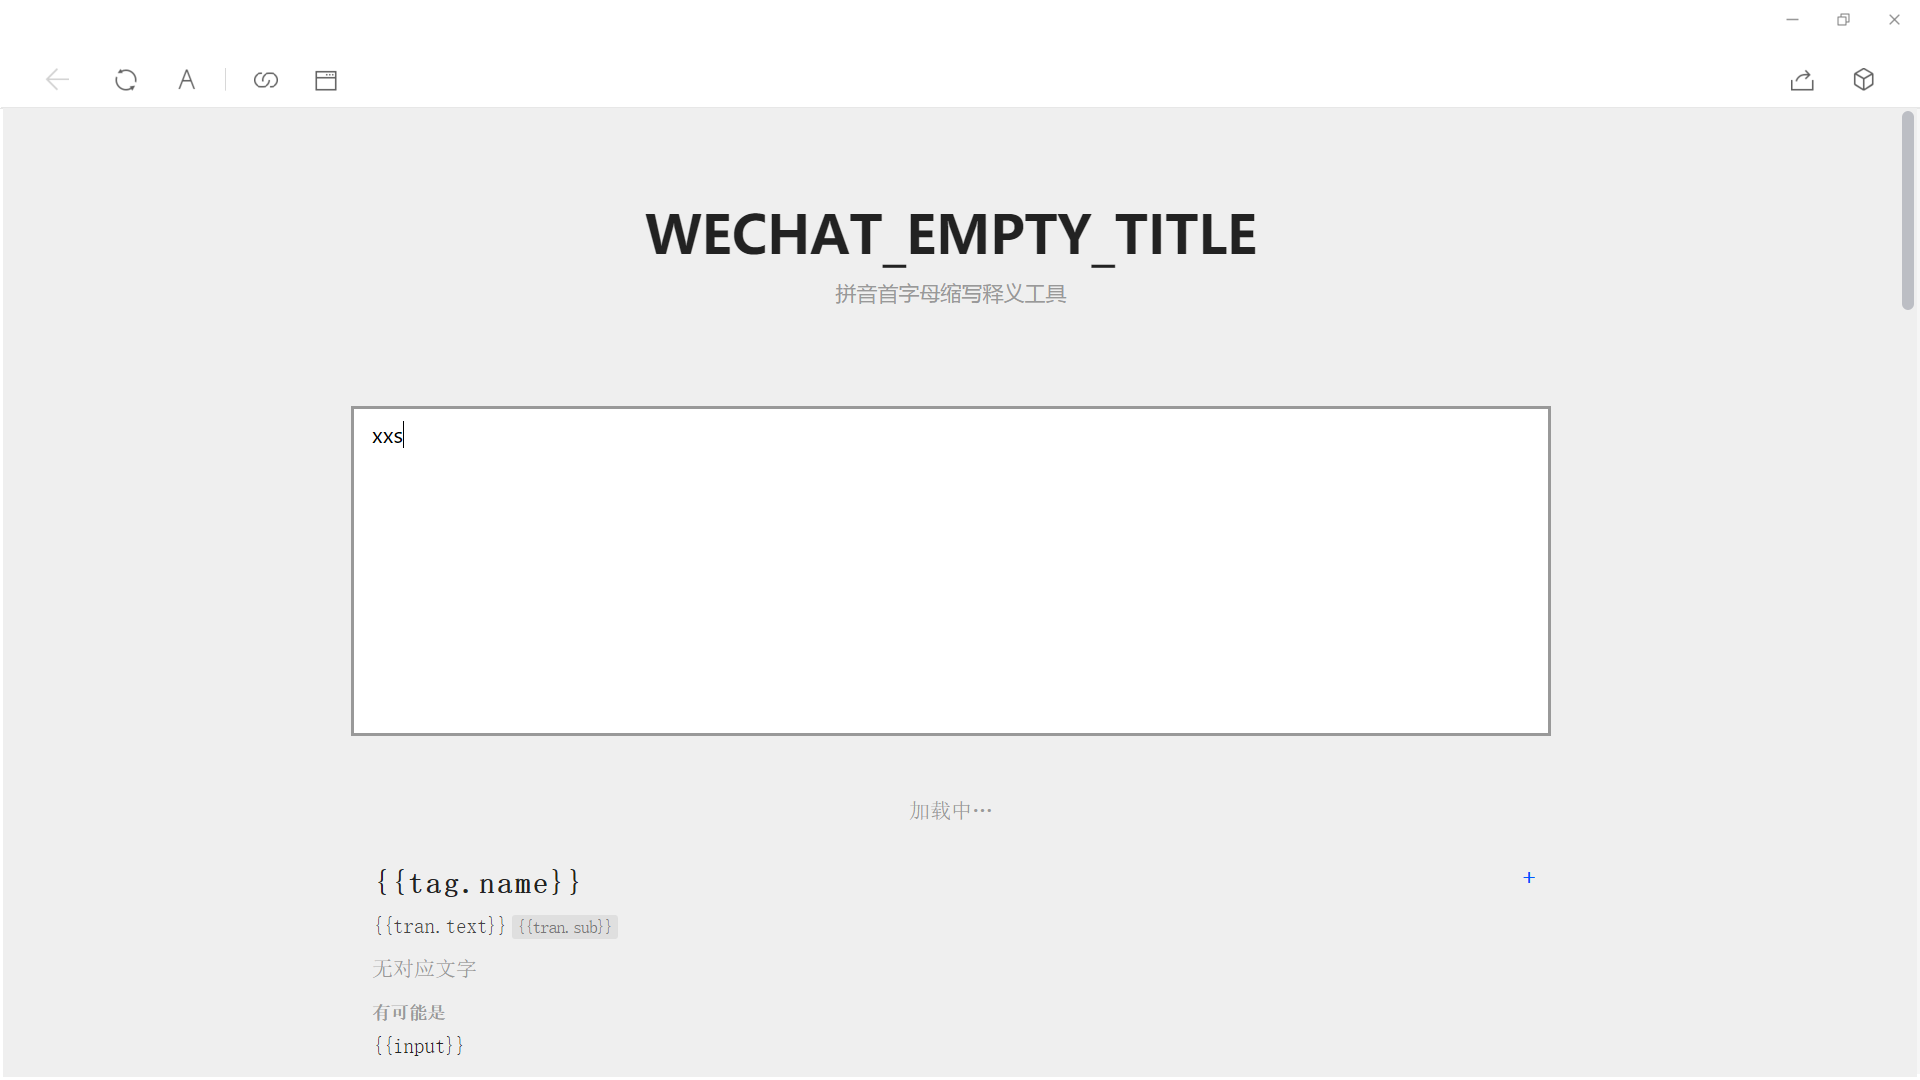 WECHAT_EMPTY_TITLE
拼音首字母缩写释义工具
xxs
加载中…
{{tag.name}}
+
{{tran.text}} {{tran.sub}}
无对应文字
有可能是
{{input}}